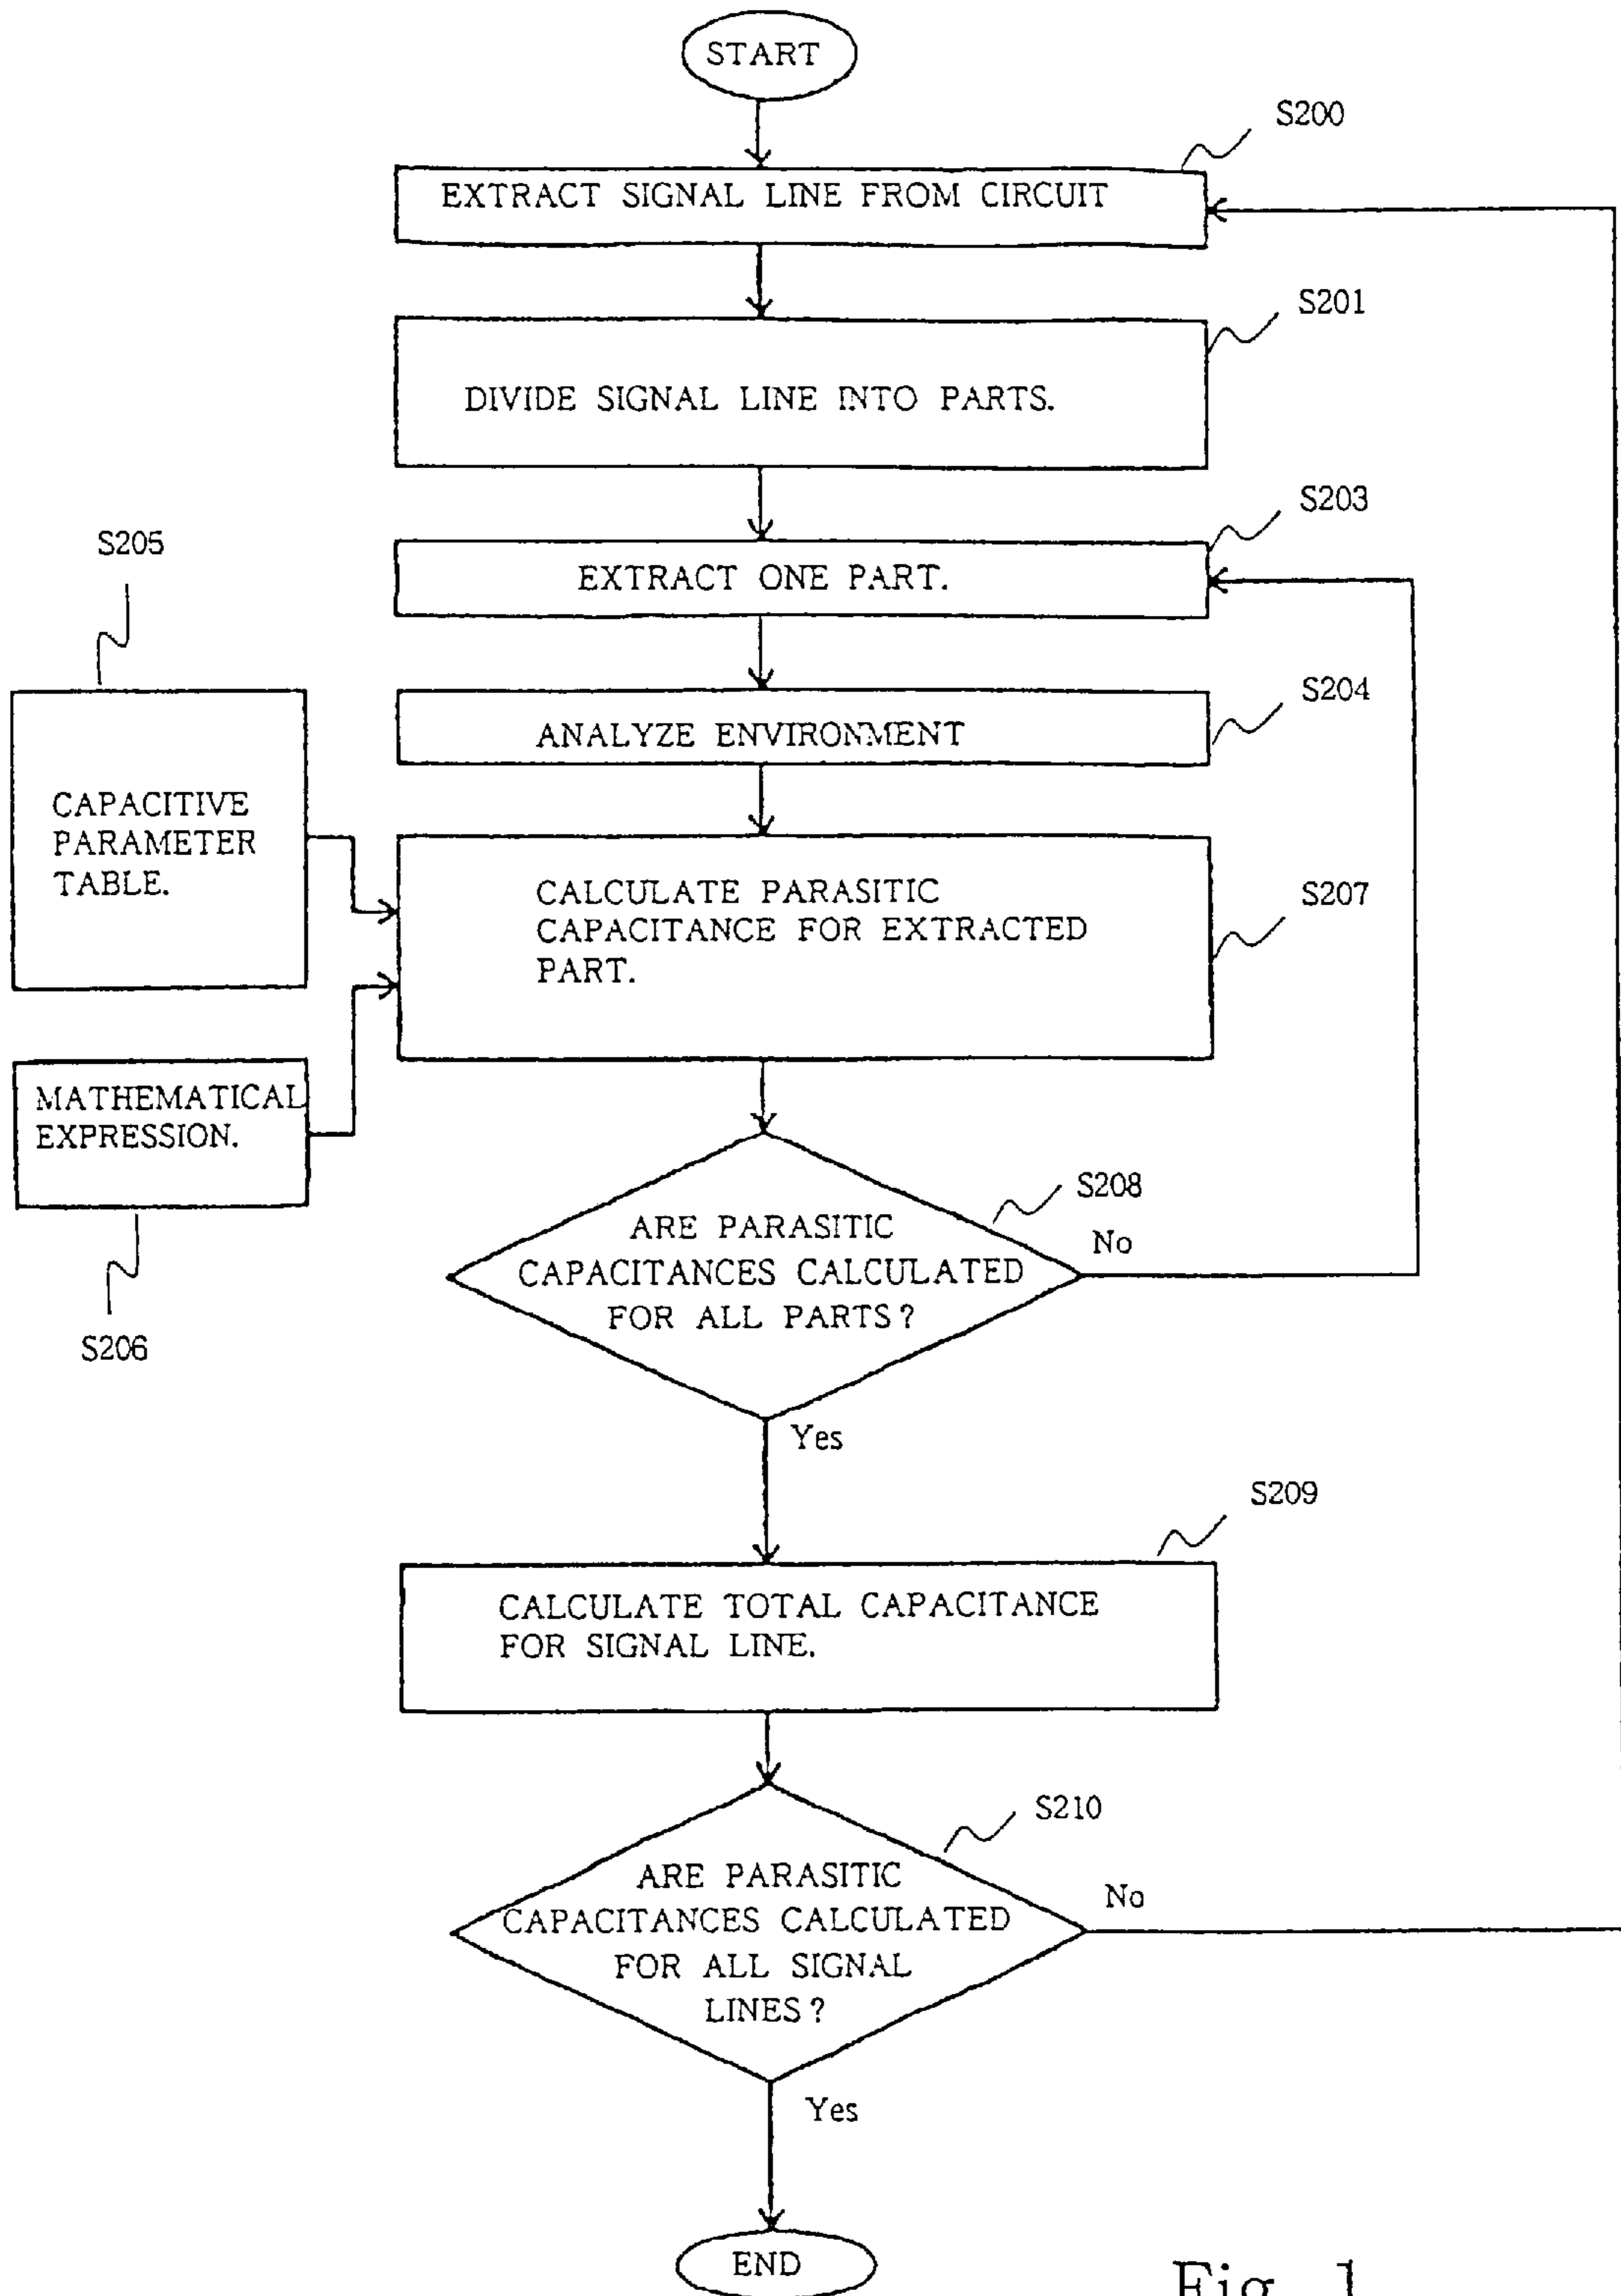 START
S200
EXTRACT SIGNAL LINE FROM CIRCUIT
S201
DIVIDE SIGNAL LINE INTO PARTS.
S203
EXTRACT ONE PART.
S205
S204
ANALYZE ENVIRONMENT
CAPACITIVE
PARAMETER
TABLE.
CALCULATE PARASITIC
CAPACITANCE FOR EXTRACTED
PART.
S207
MATHEMATICAL
EXPRESSION.
S206
S208
ARE PARASITIC
CAPACITANCES CALCULATED
FOR ALL PARTS?
No
Yes
S209
CALCULATE TOTAL CAPACITANCE
FOR SIGNAL LINE.
S210
ARE PARASITIC
CAPACITANCES CALCULATED
FOR ALL SIGNAL
LINES?
No
Yes
END
Fig. 1